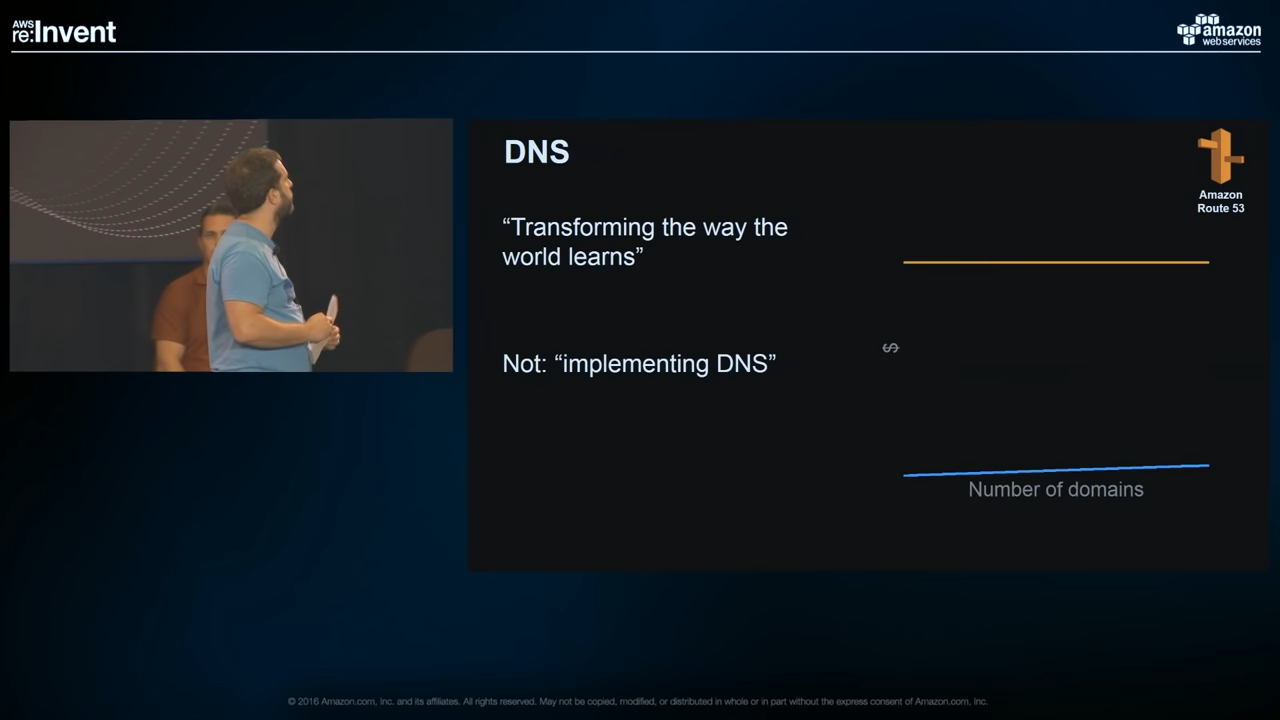 AWS
re:Invent
amazon
webservices
DNS
Amazon
Route 53
“Transforming the way the
world learns”
$
Not: “implementing DNS”
Number of domains
© 2016 Amazon.com, Inc. and its affiliates. All rights reserved. May not be copied, modified, or distributed in whole or in part without the express consent of Amazon.com, Inc.